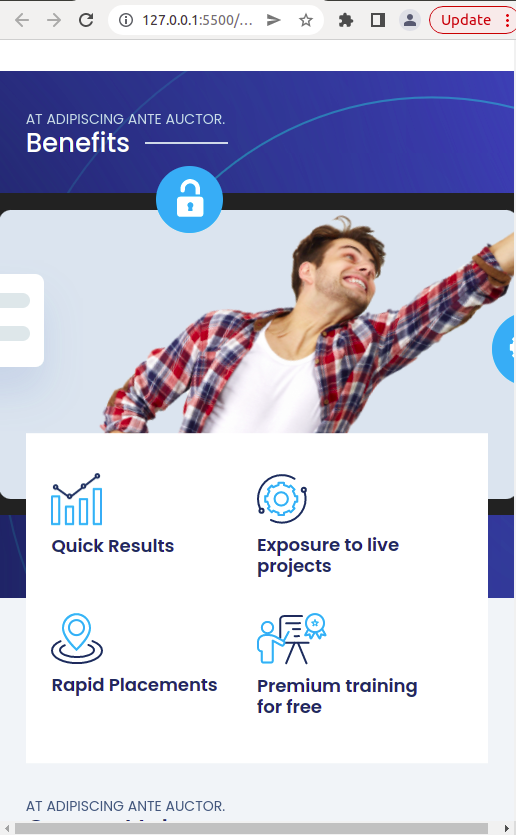 127.0.0.1:5500/...
Update
AT ADIPISCING ANTE AUCTOR.
Benefits
Quick Results
Exposure to live
projects
Rapid Placements
Premium training
for free
AT ADIPISCING ANTE AUCTOR.